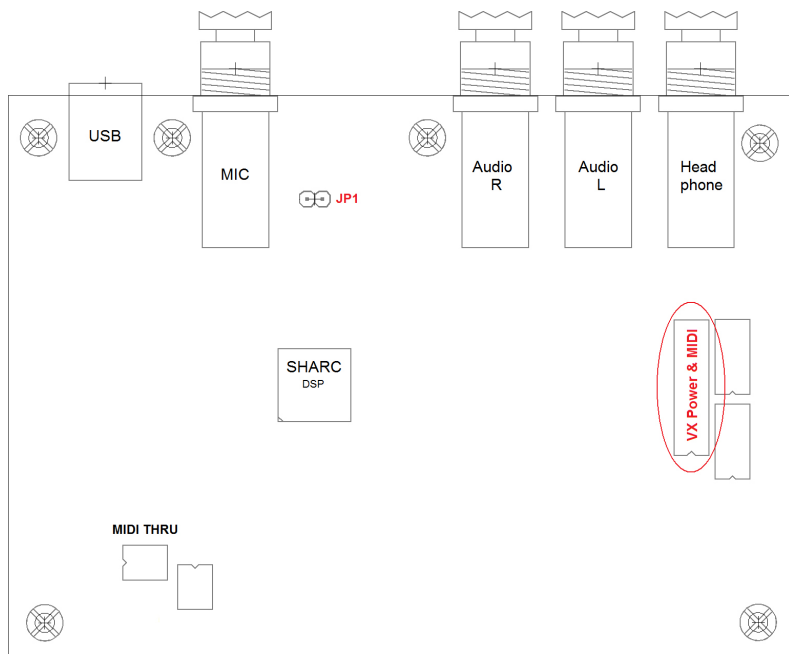 USB
MIC
JP1
Audio
R
Audio
L
Head
phone
SHARC
DSP
VX Power & MIDI
MIDI THRU